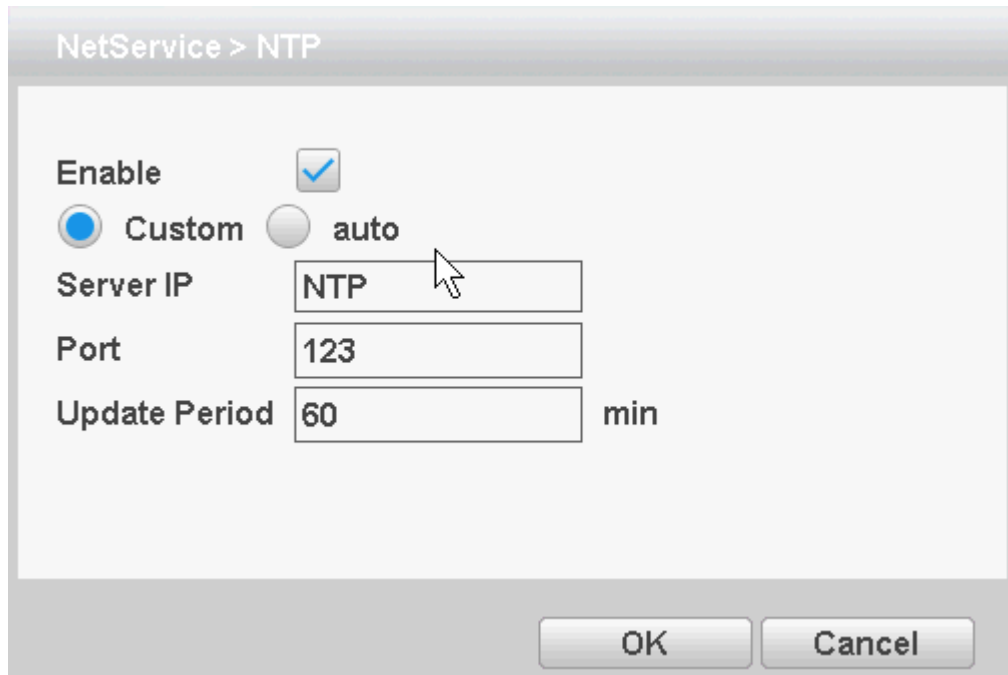 NetService > NTP
Enable
Custom auto
Server IP NTP
Port 123
Update Period 60 min
OK Cancel